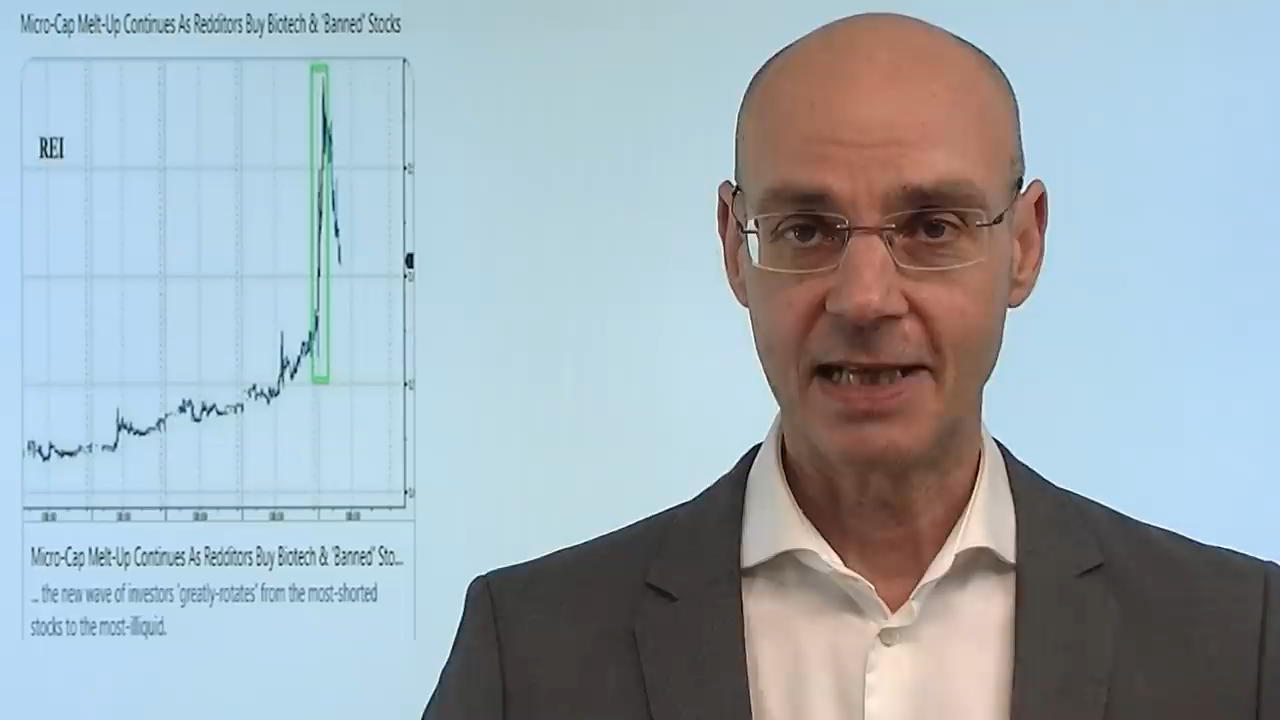 Micro-Cap Melt-Up Continues As Redditors Buy Biotech & 'Banned' Stocks
REI
Micro-Cap Melt-Up Continues As Redditors Buy Biotech & 'Banned' Sto...
... the new wave of investors 'greatly-rotates' from the most-shorted
stocks to the most-illiquid.